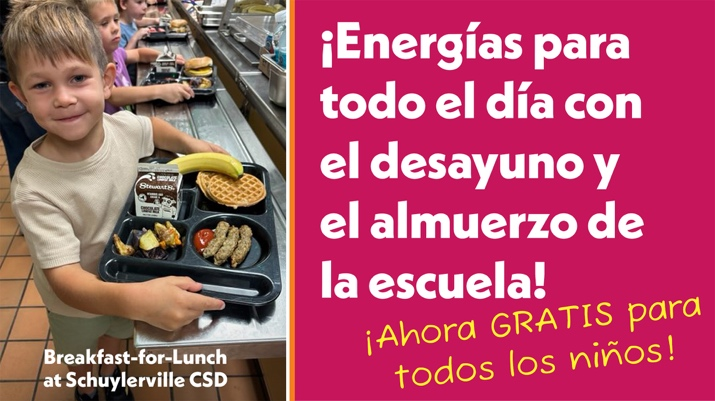 ¡Energías para
todo el día con
el desayuno y
el almuerzo de
la escuela!
¡Ahora GRATIS para
todos los niños!
Stewart's
Breakfast-for-Lunch
at Schuylerville CSD